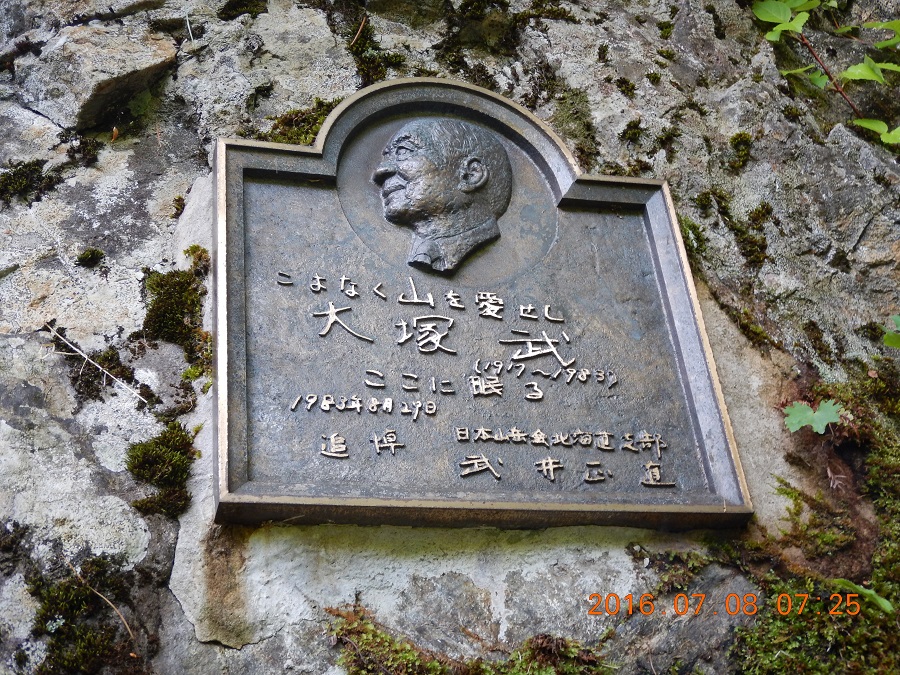 こよなく山を愛せし
大塚 武
(1917〜1983)
ここに眠る
1983年8月29日
追悼 日本山岳会北海道支部
武井正直
2016.07.08 07:25